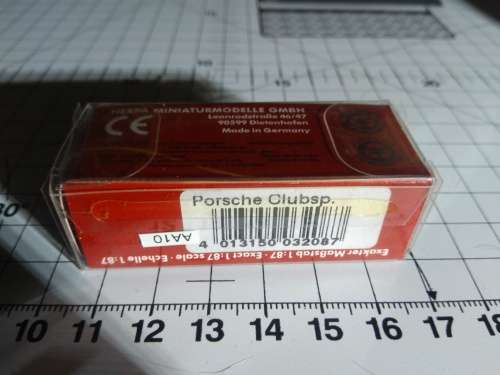 HERPA MINIATURMODELLE GMBH
Leonrodstraße 46/47
90599 Dietenhofen
Made in Germany
CE
Porsche Clubsp.
4 013150 032087
AA10
Exakter Maßstab 1:87 · Exact 1/87 scale · Echelle 1:87
30°
10 11 12 13 14 15 16 17 18